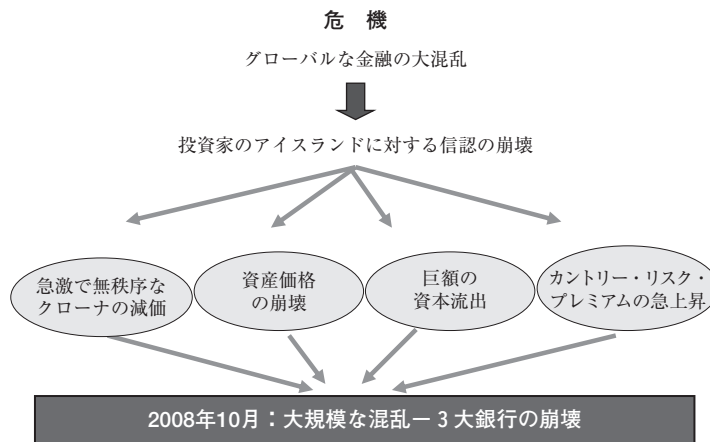 危　機
グローバルな金融の大混乱
投資家のアイスランドに対する信認の崩壊
急激で無秩序な
クローナの減価
資産価格
の崩壊
巨額の
資本流出
カントリー・リスク・
プレミアムの急上昇
2008年10月：大規模な混乱－３大銀行の崩壊